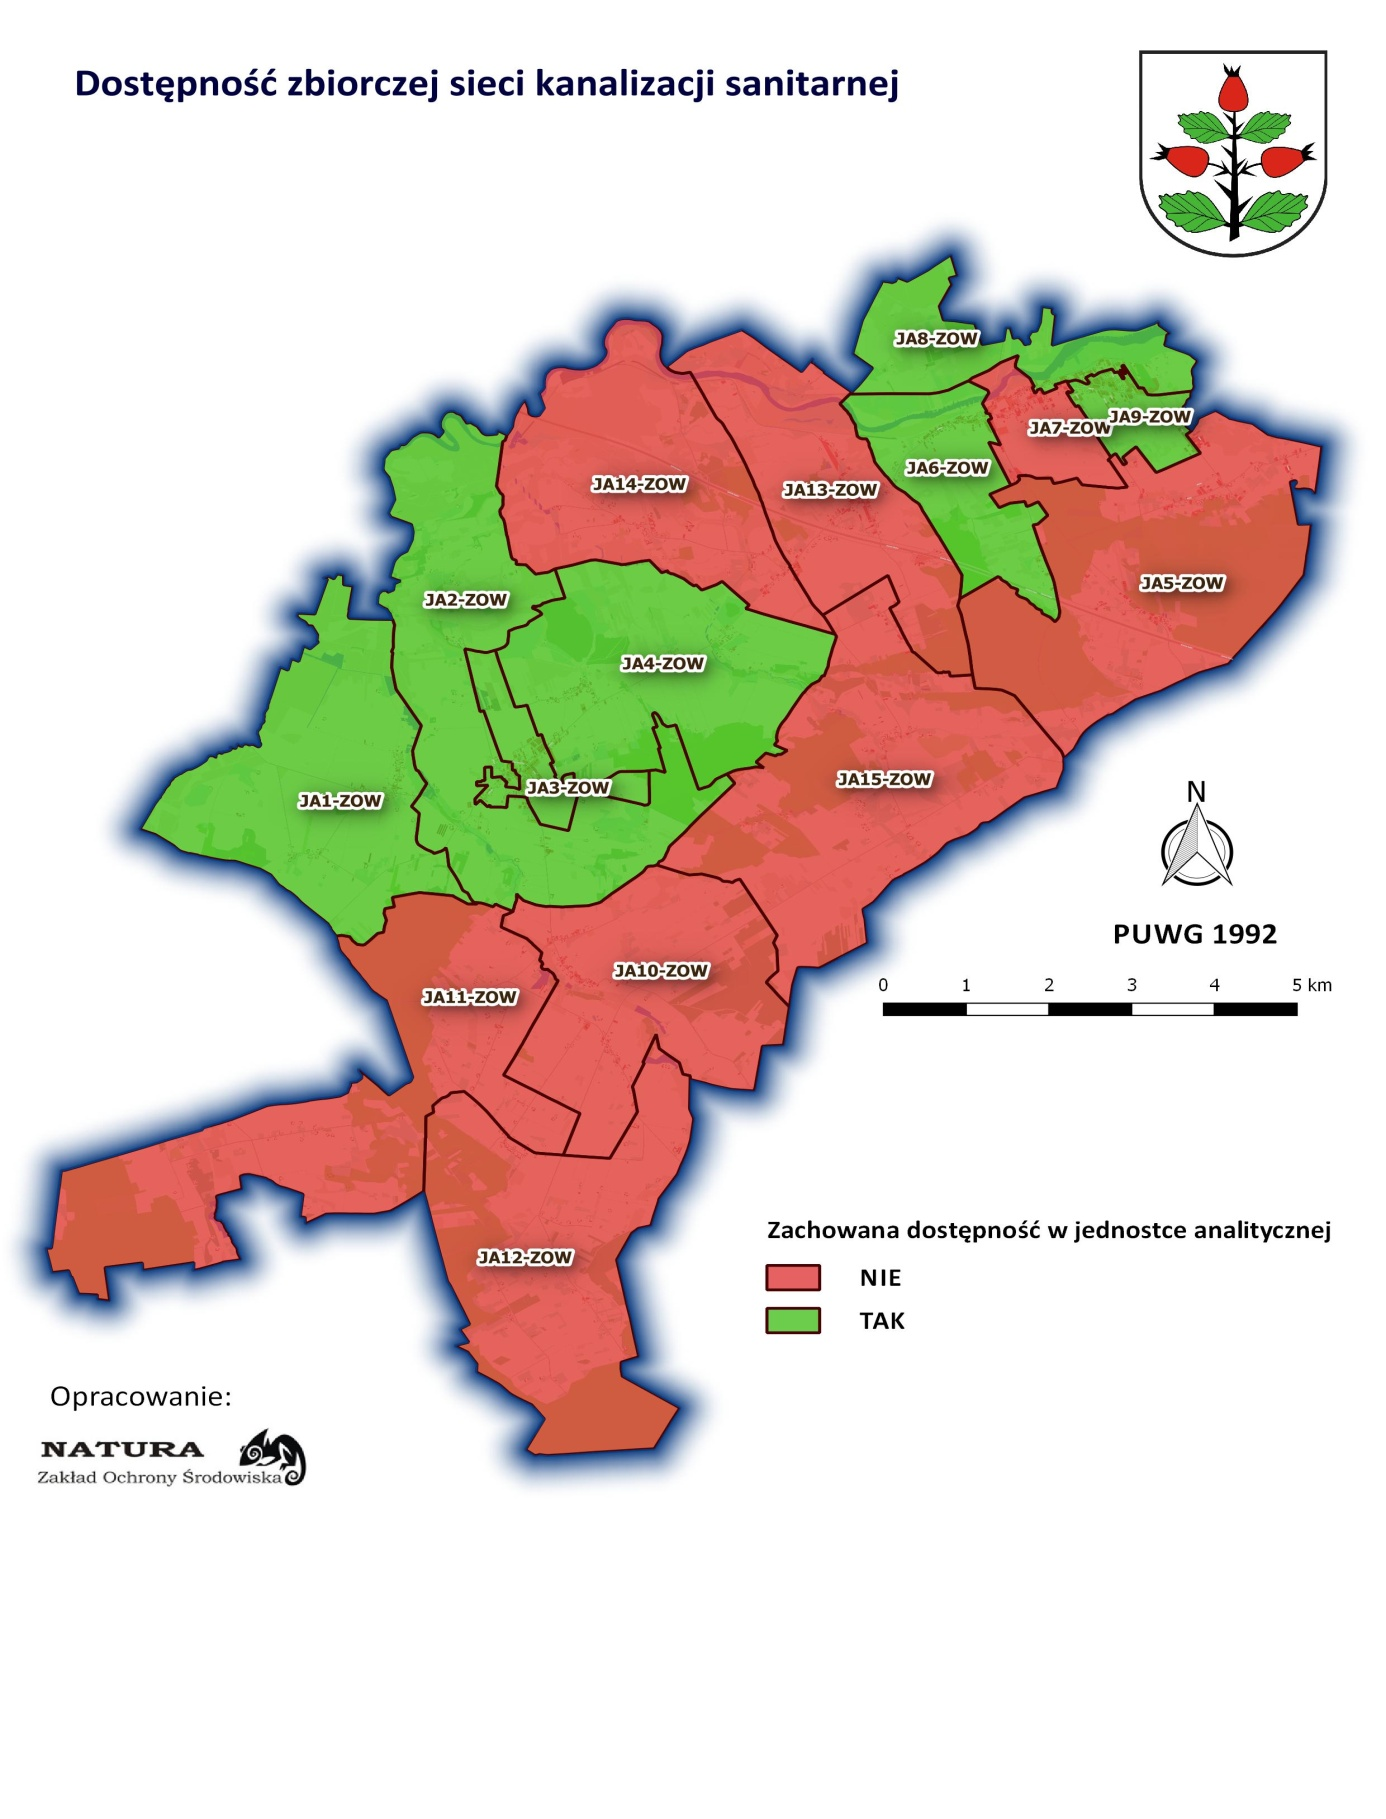 Dostępność zbiorczej sieci kanalizacji sanitarnej
JA8-ZOW
JA9-ZOW
JA7-ZOW
JA6-ZOW
JA14-ZOW
JA13-ZOW
JA5-ZOW
JA2-ZOW
JA4-ZOW
JA15-ZOW
JA3-ZOW
JA1-ZOW
N
PUWG 1992
JA10-ZOW
0 1 2 3 4 5 km
JA11-ZOW
Zachowana dostępność w jednostce analitycznej
JA12-ZOW
NIE
TAK
Opracowanie:
NATURA
Zakład Ochrony Środowiska